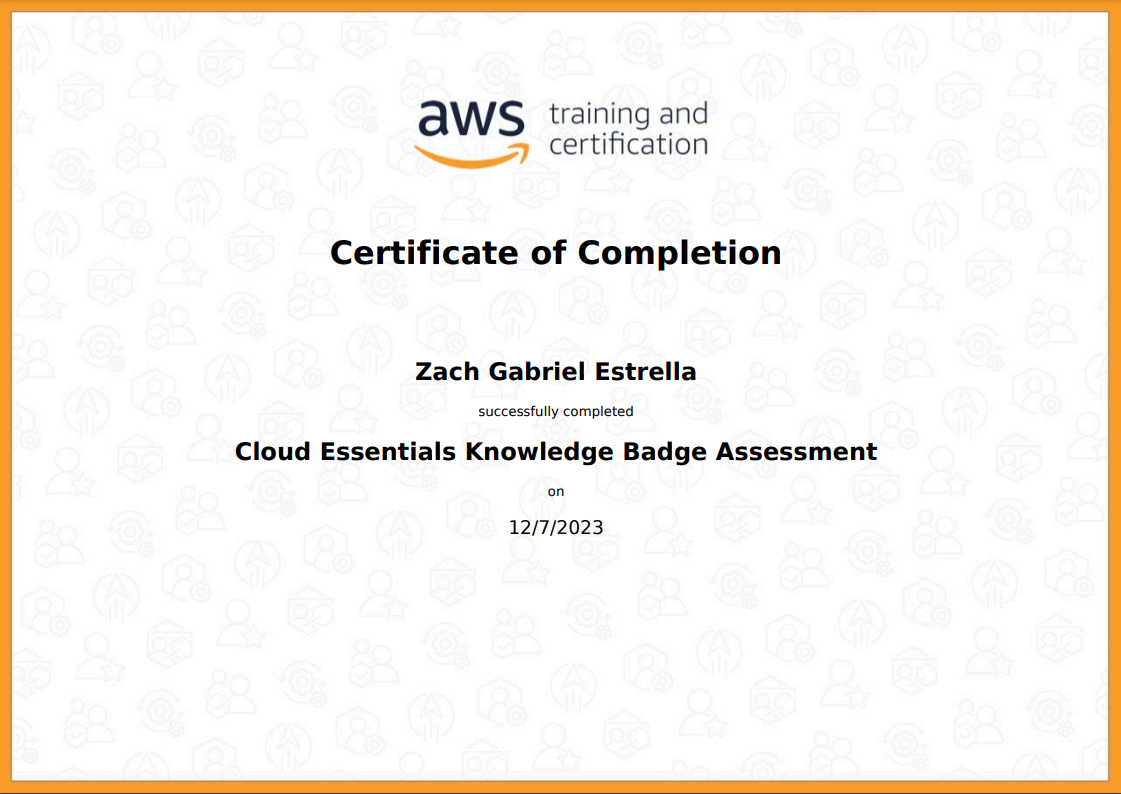 aws training and
certification
Certificate of Completion
Zach Gabriel Estrella
successfully completed
Cloud Essentials Knowledge Badge Assessment
on
12/7/2023